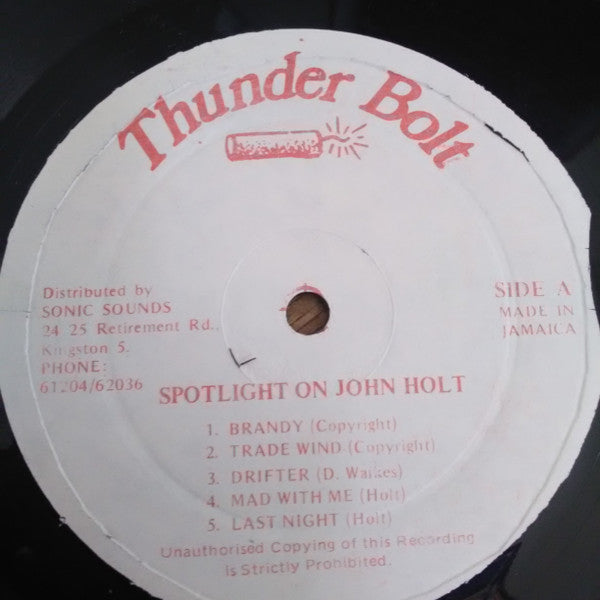 Thunder Bolt
Distributed by
SONIC SOUNDS
24 25 Retirement Rd.,
Kingston 5.
PHONE:
61204/62036
SIDE A
MADE IN
JAMAICA
SPOTLIGHT ON JOHN HOLT
1. BRANDY (Copyright)
2. TRADE WIND (Copyright)
3. DRIFTER (D. Walkes)
4. MAD WITH ME (Holt)
5. LAST NIGHT (Holt)
Unauthorised Copying of this Recording
is Strictly Prohibited.